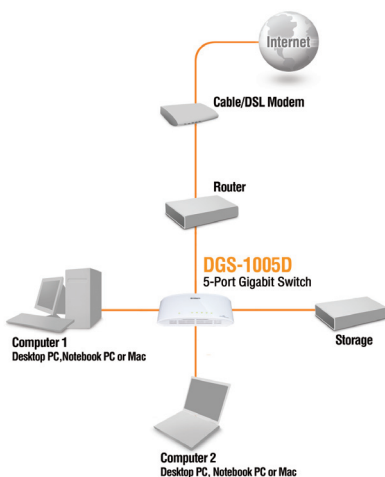 Internet
Cable/DSL Modem
Router
DGS-1005D
5-Port Gigabit Switch
Computer 1
Desktop PC,Notebook PC or Mac
Storage
Computer 2
Desktop PC, Notebook PC or Mac